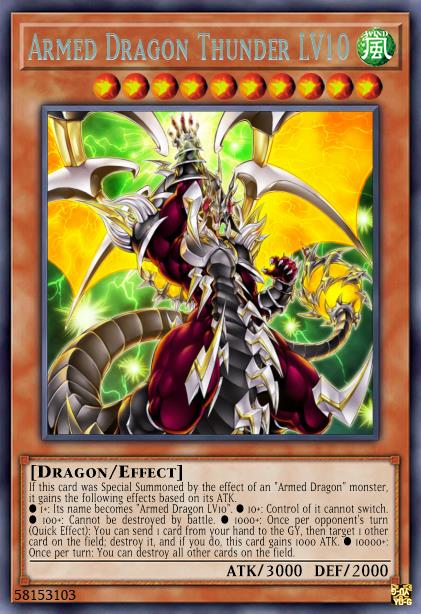 ARMED DRAGON THUNDER LV10
WIND
風
[DRAGON/EFFECT]
If this card was Special Summoned by the effect of an "Armed Dragon" monster,
it gains the following effects based on its ATK.
● 1+: Its name becomes "Armed Dragon LV10". ● 10+: Control of it cannot switch.
● 100+: Cannot be destroyed by battle. ● 1000+: Once per opponent's turn
(Quick Effect): You can send 1 card from your hand to the GY, then target 1 other
card on the field; destroy it, and if you do, this card gains 1000 ATK. ● 10000+:
Once per turn: You can destroy all other cards on the field.
ATK/3000 DEF/2000
58153103